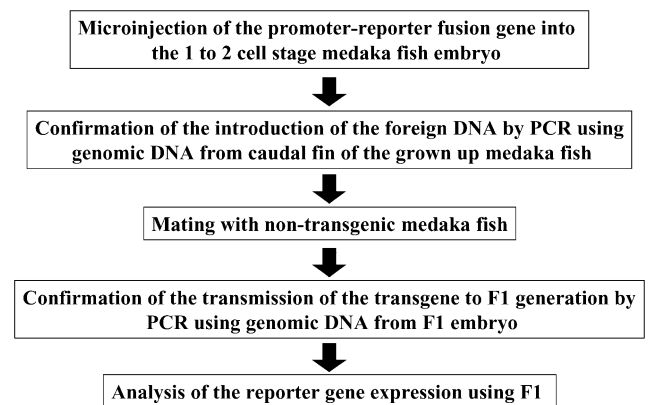 Microinjection of the promoter-reporter fusion gene into
the 1 to 2 cell stage medaka fish embryo
Confirmation of the introduction of the foreign DNA by PCR using
genomic DNA from caudal fin of the grown up medaka fish
Mating with non-transgenic medaka fish
Confirmation of the transmission of the transgene to F1 generation by
PCR using genomic DNA from F1 embryo
Analysis of the reporter gene expression using F1